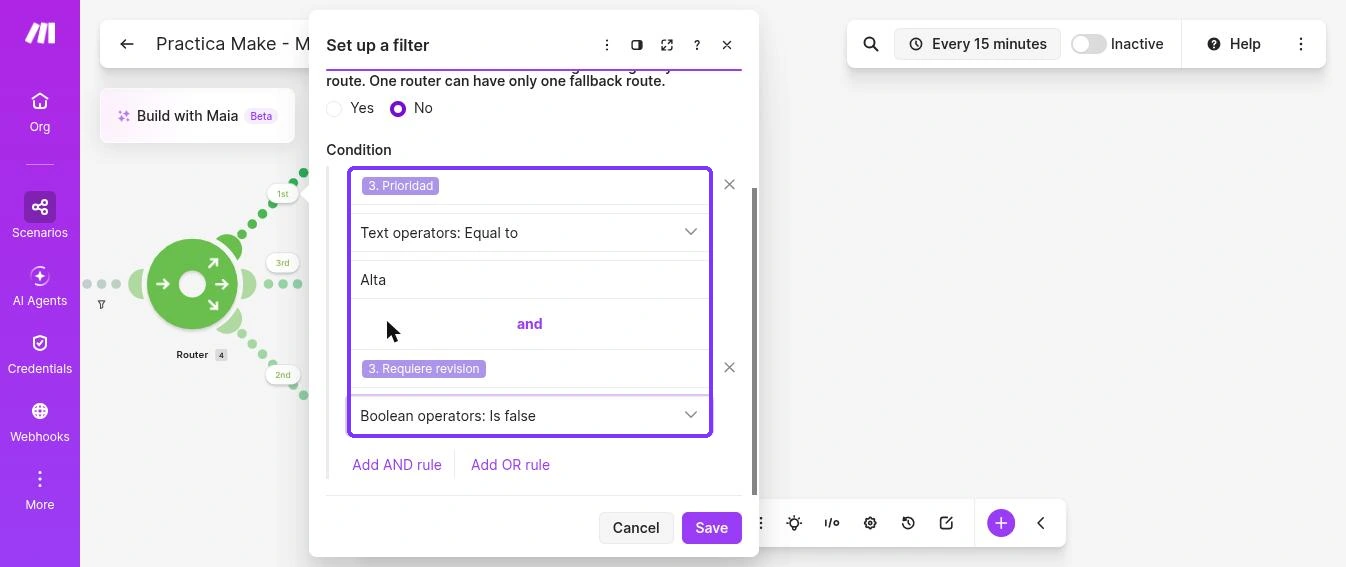 Practica Make - M
Set up a filter
?
Every 15 minutes
Inactive
Help
route. One router can have only one fallback route.
Yes
No
Org
Build with Maia
Beta
Condition
3. Prioridad
1st
Scenarios
Text operators: Equal to
3rd
AI Agents
Alta
and
Router
4
Credentials
3. Requiere revision
2nd
Boolean operators: Is false
Webhooks
Add AND rule
Add OR rule
More
Cancel
Save